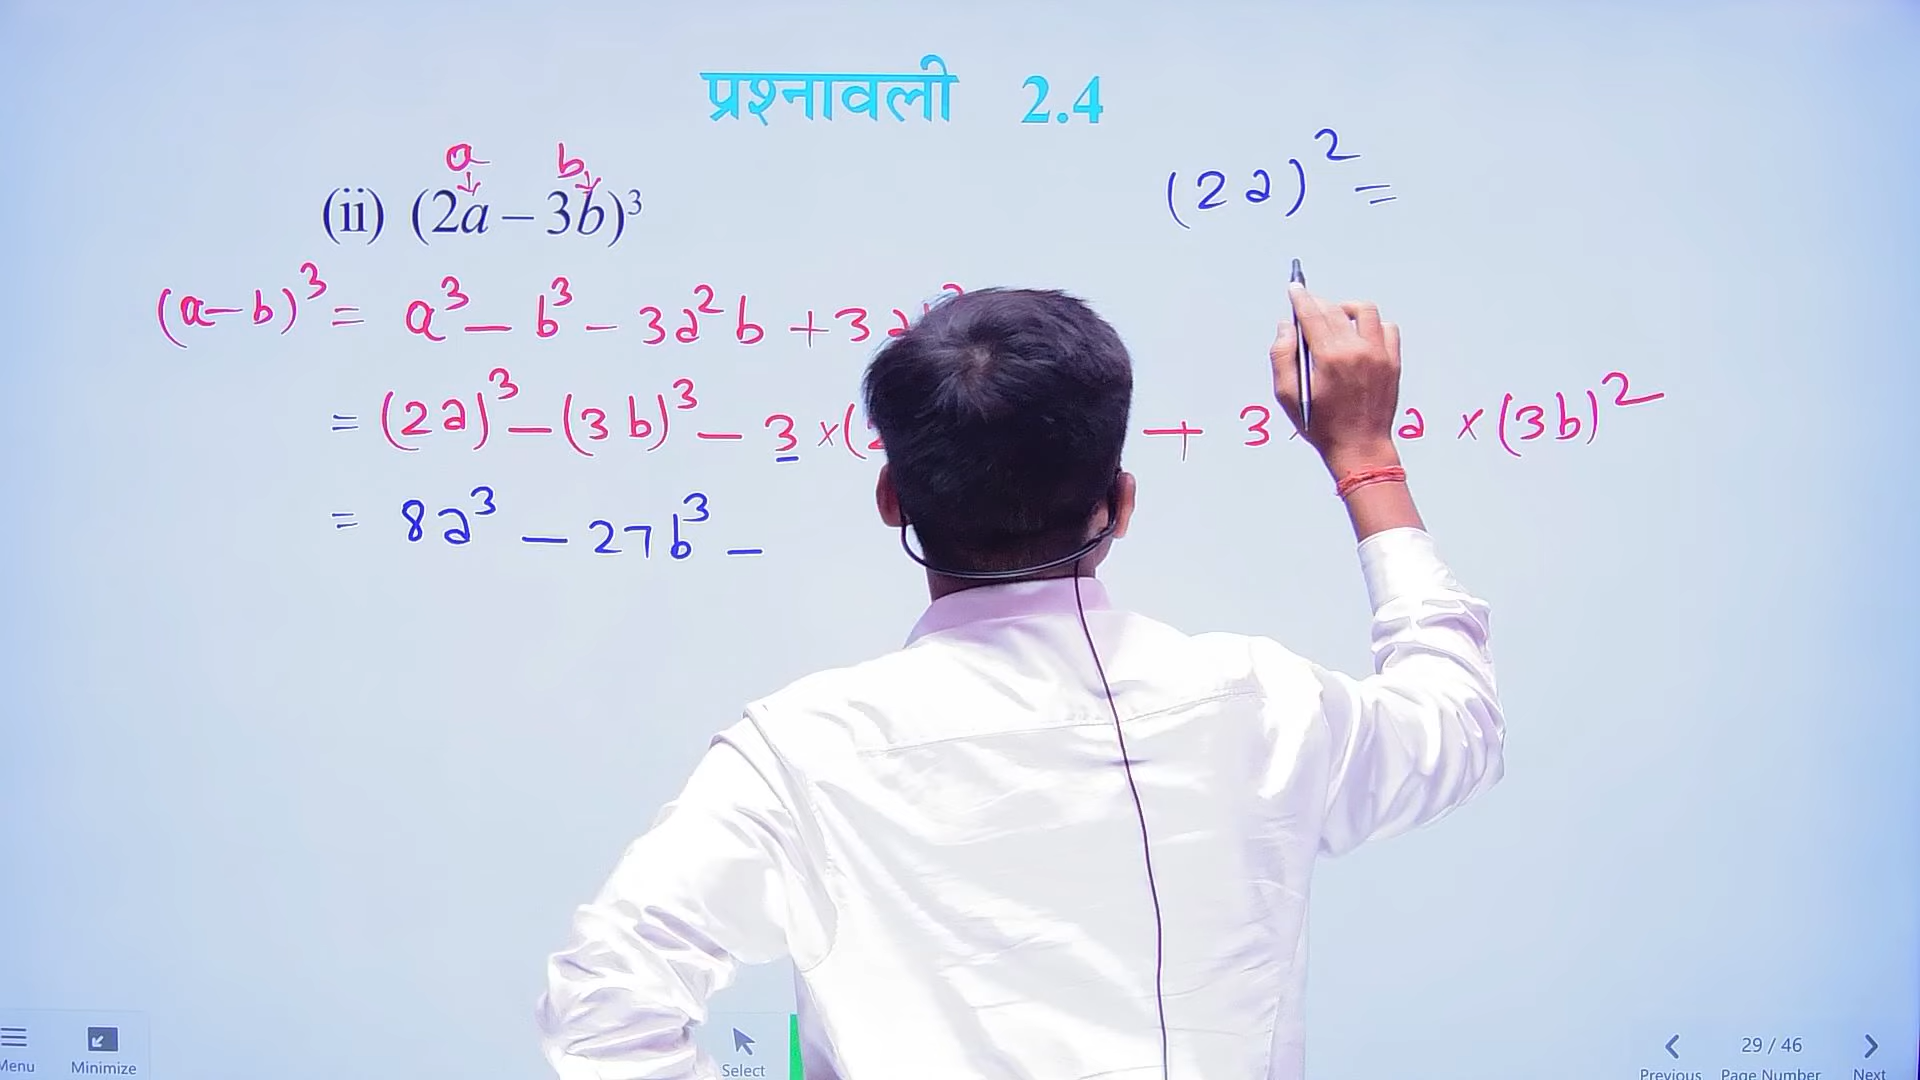 प्रश्नावली 2.4
a b
(ii) (2a – 3b)³
(2a)² =
(a-b)³ = a³ – b³ – 3a²b + 3a
= (2a)³ – (3b)³ – 3 × ( + 3 a × (3b)²
= 8a³ – 27b³ –
Menu Minimize Select Previous 29 / 46 Page Number Next